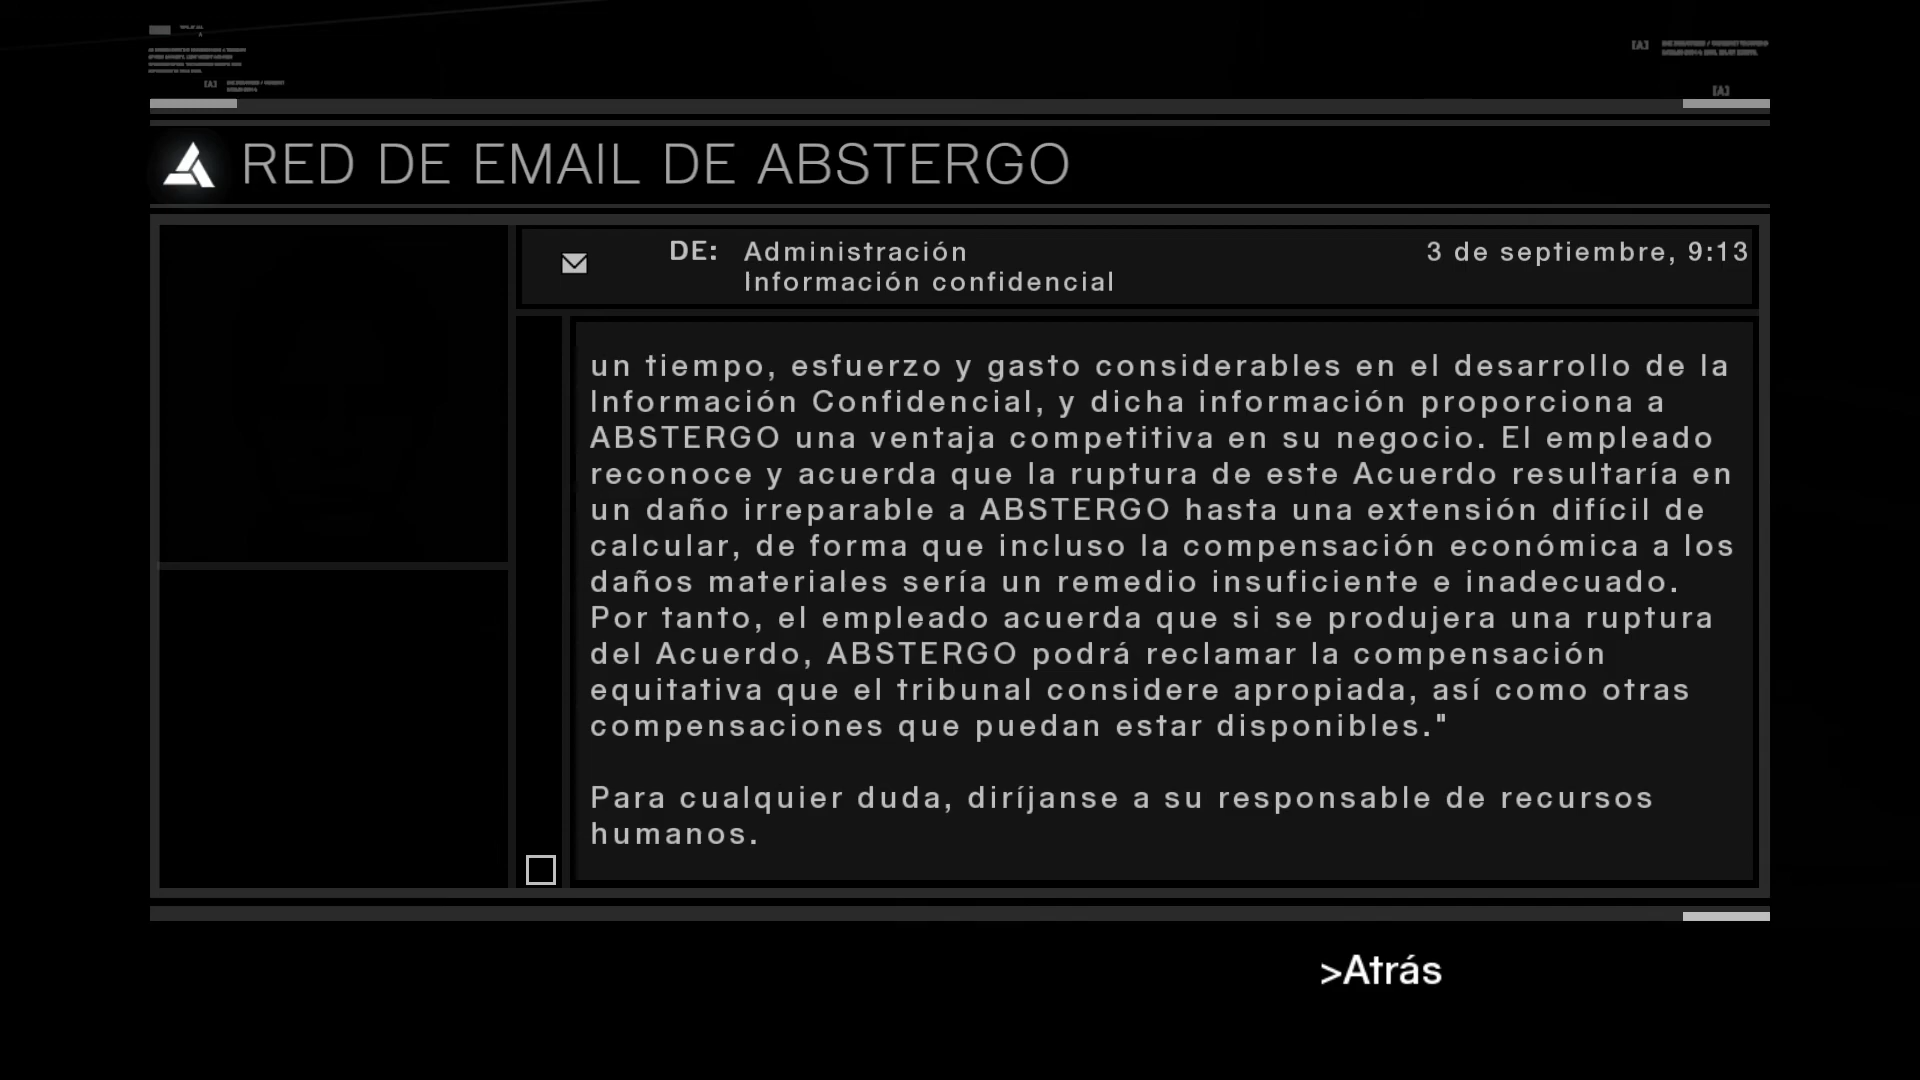 RED DE EMAIL DE ABSTERGO
DE: Administración
3 de septiembre, 9:13
Información confidencial
un tiempo, esfuerzo y gasto considerables en el desarrollo de la
Información Confidencial, y dicha información proporciona a
ABSTERGO una ventaja competitiva en su negocio. El empleado
reconoce y acuerda que la ruptura de este Acuerdo resultaría en
un daño irreparable a ABSTERGO hasta una extensión difícil de
calcular, de forma que incluso la compensación económica a los
daños materiales sería un remedio insuficiente e inadecuado.
Por tanto, el empleado acuerda que si se produjera una ruptura
del Acuerdo, ABSTERGO podrá reclamar la compensación
equitativa que el tribunal considere apropiada, así como otras
compensaciones que puedan estar disponibles."
Para cualquier duda, diríjanse a su responsable de recursos
humanos.
>Atrás